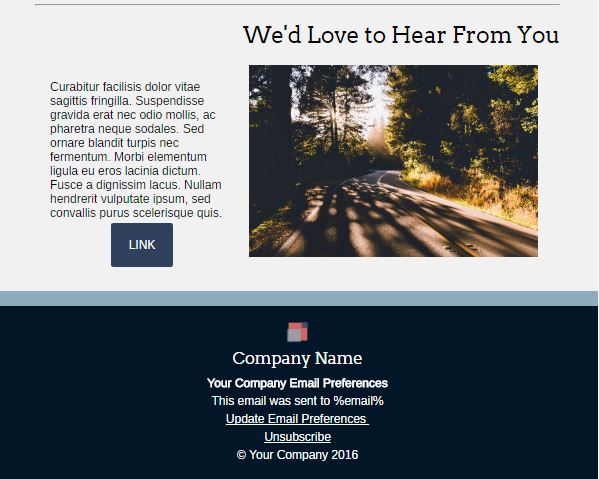 We'd Love to Hear From You
Curabitur facilisis dolor vitae
sagittis fringilla. Suspendisse
gravida erat nec odio mollis, ac
pharetra neque sodales. Sed
ornare blandit turpis nec
fermentum. Morbi elementum
ligula eu eros lacinia dictum.
Fusce a dignissim lacus. Nullam
hendrerit vulputate ipsum, sed
convallis purus scelerisque quis.
LINK
Company Name
Your Company Email Preferences
This email was sent to %email%
Update Email Preferences
Unsubscribe
© Your Company 2016